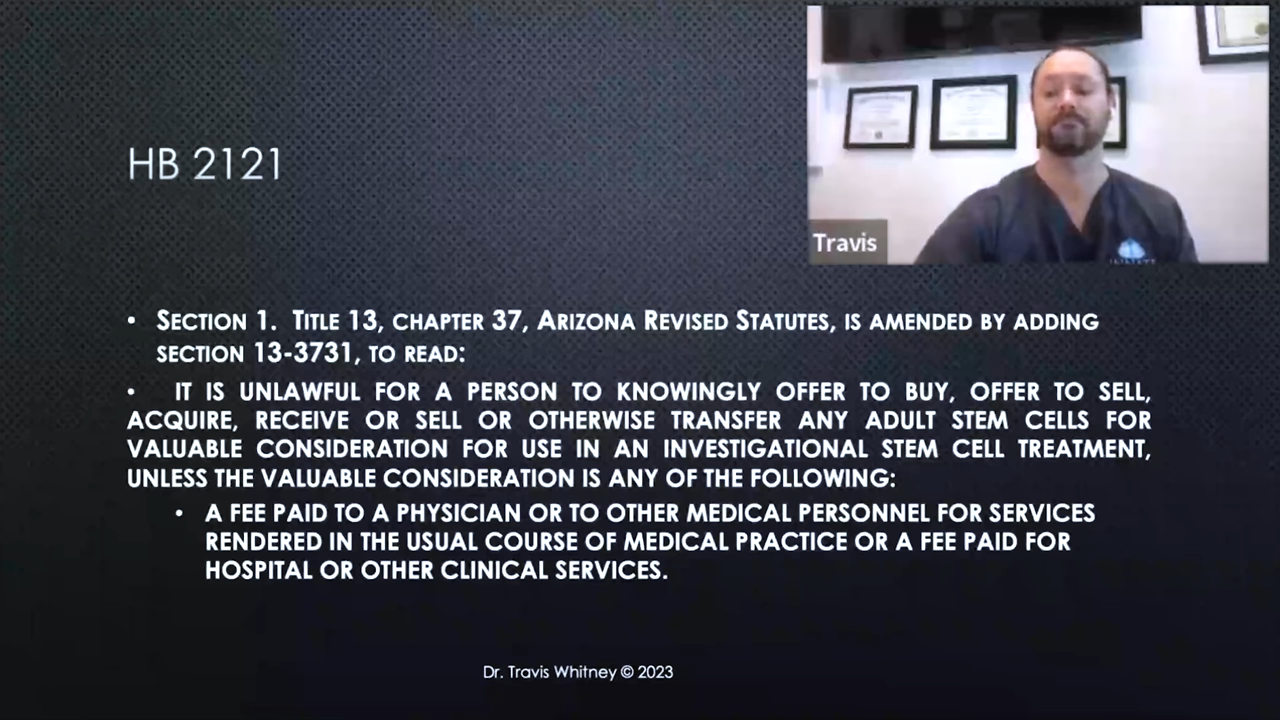 HB 2121
Travis
• Section 1. Title 13, chapter 37, Arizona Revised Statutes, is amended by adding
section 13-3731, to read:
• IT IS UNLAWFUL FOR A PERSON TO KNOWINGLY OFFER TO BUY, OFFER TO SELL,
ACQUIRE, RECEIVE OR SELL OR OTHERWISE TRANSFER ANY ADULT STEM CELLS FOR
VALUABLE CONSIDERATION FOR USE IN AN INVESTIGATIONAL STEM CELL TREATMENT,
UNLESS THE VALUABLE CONSIDERATION IS ANY OF THE FOLLOWING:
• A FEE PAID TO A PHYSICIAN OR TO OTHER MEDICAL PERSONNEL FOR SERVICES
RENDERED IN THE USUAL COURSE OF MEDICAL PRACTICE OR A FEE PAID FOR
HOSPITAL OR OTHER CLINICAL SERVICES.
Dr. Travis Whitney © 2023